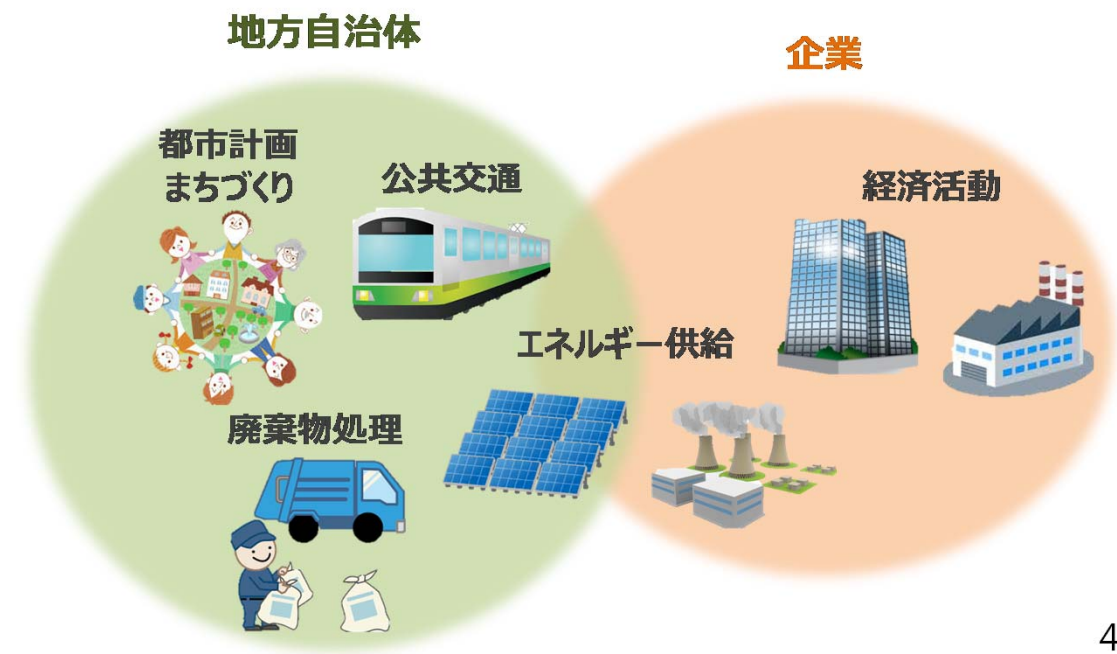 地方自治体
企業
都市計画
まちづくり
公共交通
経済活動
エネルギー供給
廃棄物処理
4